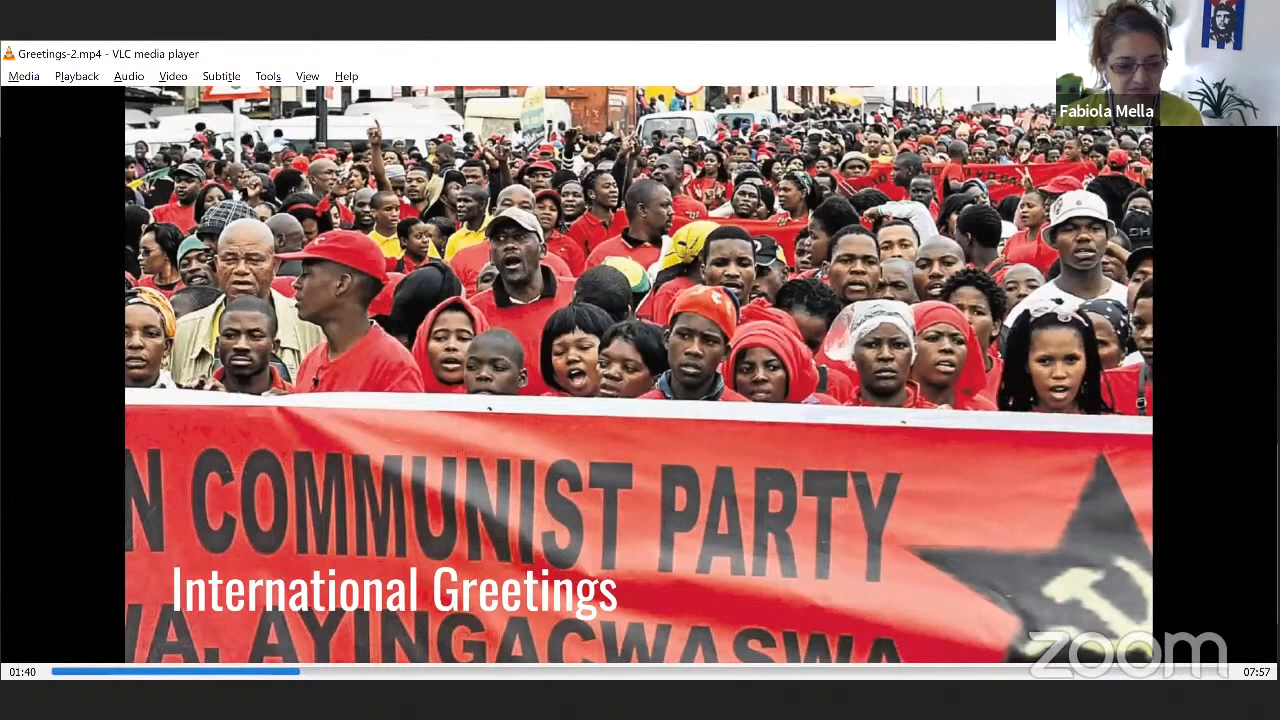 Greetings-2.mp4 - VLC media player
Media Playback Audio Video Subtitle Tools View Help
Fabiola Mella
N COMMUNIST PARTY
International Greetings
WA, AYINGACWASWA
zoom
01:40
07:57